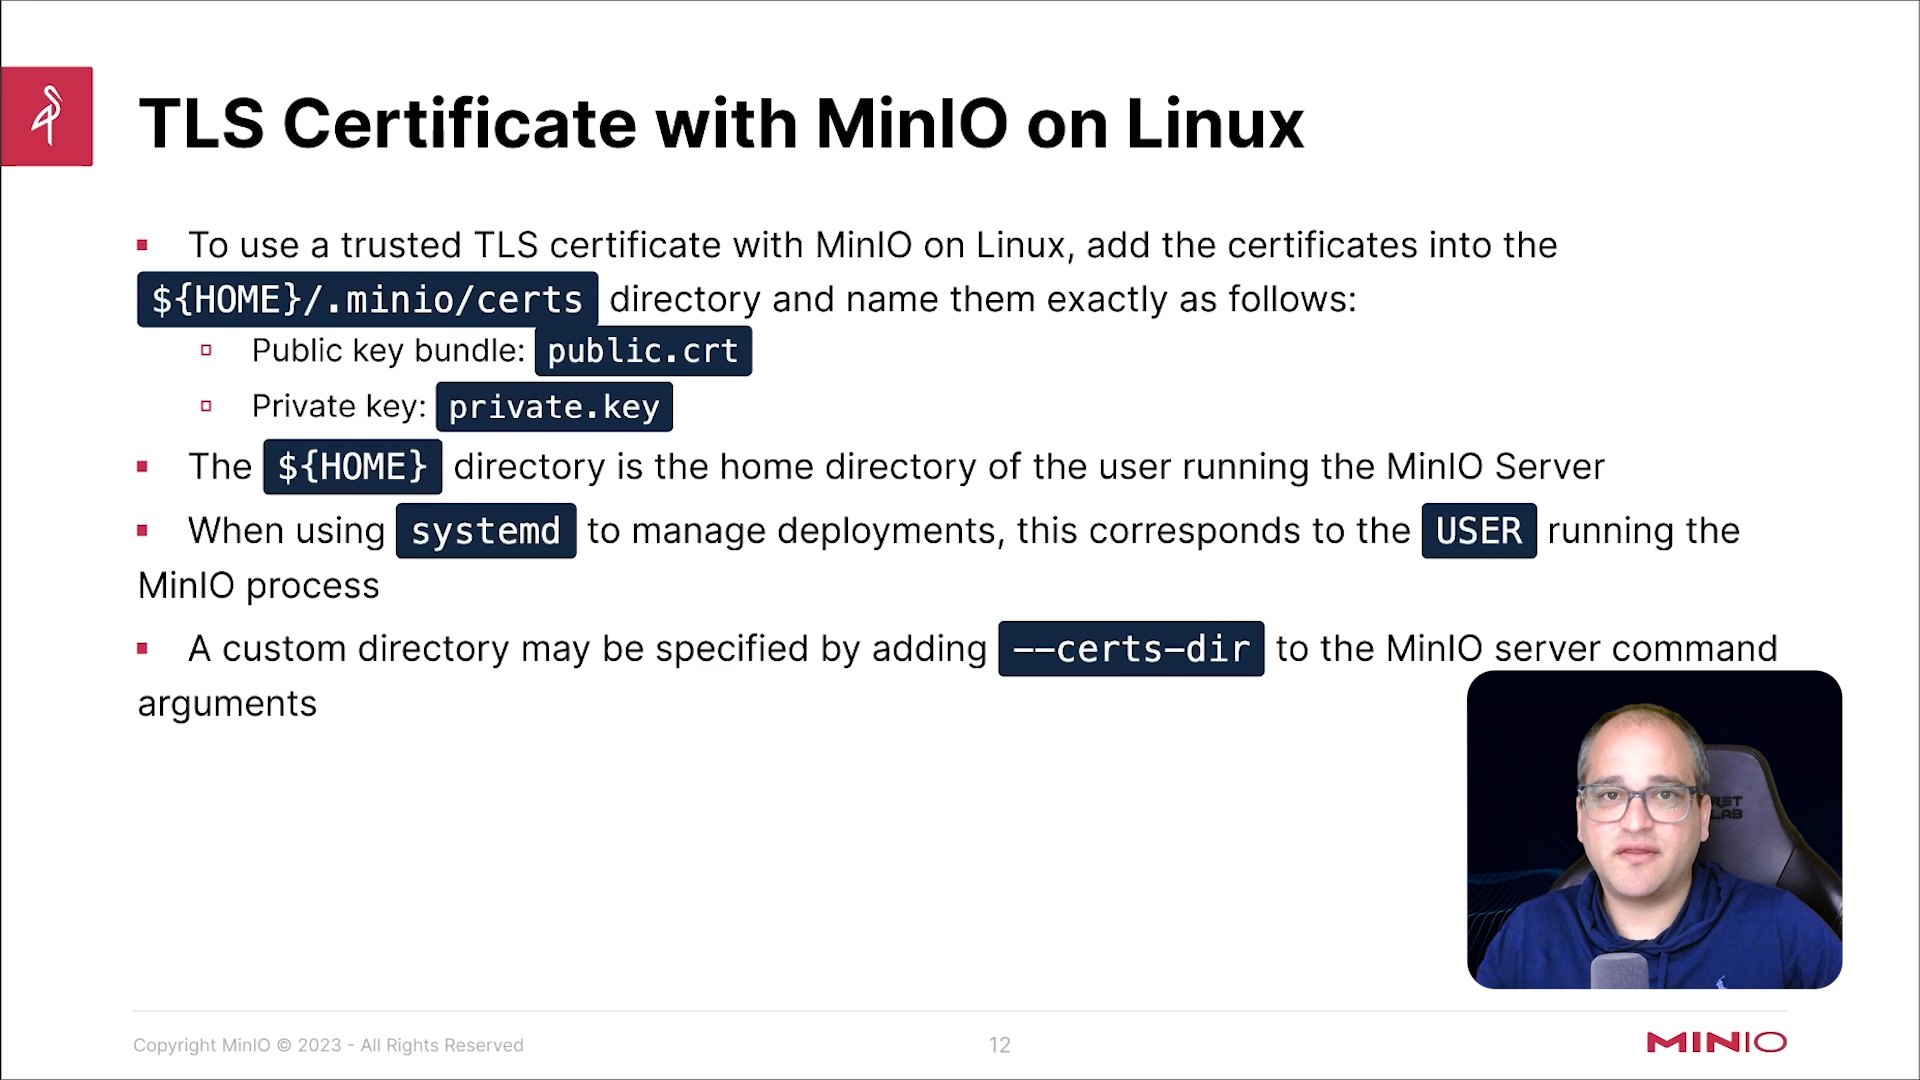 TLS Certificate with MinIO on Linux
To use a trusted TLS certificate with MinIO on Linux, add the certificates into the
${HOME}/.minio/certs directory and name them exactly as follows:
Public key bundle: public.crt
Private key: private.key
The ${HOME} directory is the home directory of the user running the MinIO Server
When using systemd to manage deployments, this corresponds to the USER running the
MinIO process
A custom directory may be specified by adding --certs-dir to the MinIO server command
arguments
Copyright MinIO © 2023 - All Rights Reserved
12
MINIO